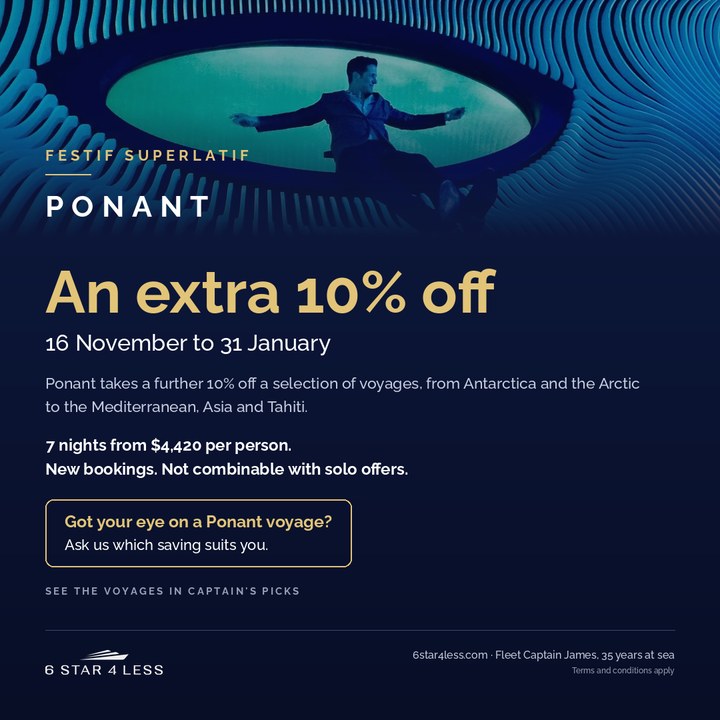 FESTIF SUPERLATIF
PONANT
An extra 10% off
16 November to 31 January
Ponant takes a further 10% off a selection of voyages, from Antarctica and the Arctic
to the Mediterranean, Asia and Tahiti.
7 nights from $4,420 per person.
New bookings. Not combinable with solo offers.
Got your eye on a Ponant voyage?
Ask us which saving suits you.
SEE THE VOYAGES IN CAPTAIN'S PICKS
6 STAR 4 LESS
6star4less.com · Fleet Captain James, 35 years at sea
Terms and conditions apply